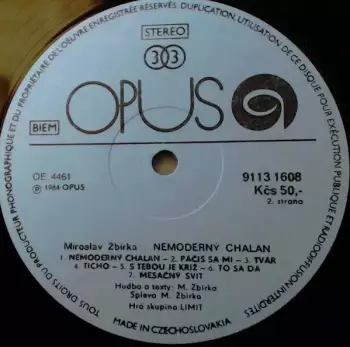 TOUS DROITS DU PRODUCTEUR PHONOGRAPHIQUE ET DU PROPRIÉTAIRE DE L'OEUVRE ENREGISTRÉE RÉSERVÉS. DUPLICATION, UTILISATION DE CE DISQUE POUR EXÉCUTION PUBLIQUE ET RADIODIFFUSION INTERDITES
STEREO
33
OPUS
BIEM
OE 4461
℗ 1984 OPUS
9113 1608
Kčs 50,-
2. strana
Miroslav Žbirka NEMODERNÝ CHALAN
1. NEMODERNÝ CHALAN – 2. PÁČIŠ SA MI – 3. TVÁR
4. TICHO – 5. S TEBOU JE KRÍŽ – 6. TO SA DÁ
7. MESAČNÝ SVIT
Hudba a texty: M. Žbirka
Spieva M. Žbirka
Hrá skupina LIMIT
MADE IN CZECHOSLOVAKIA